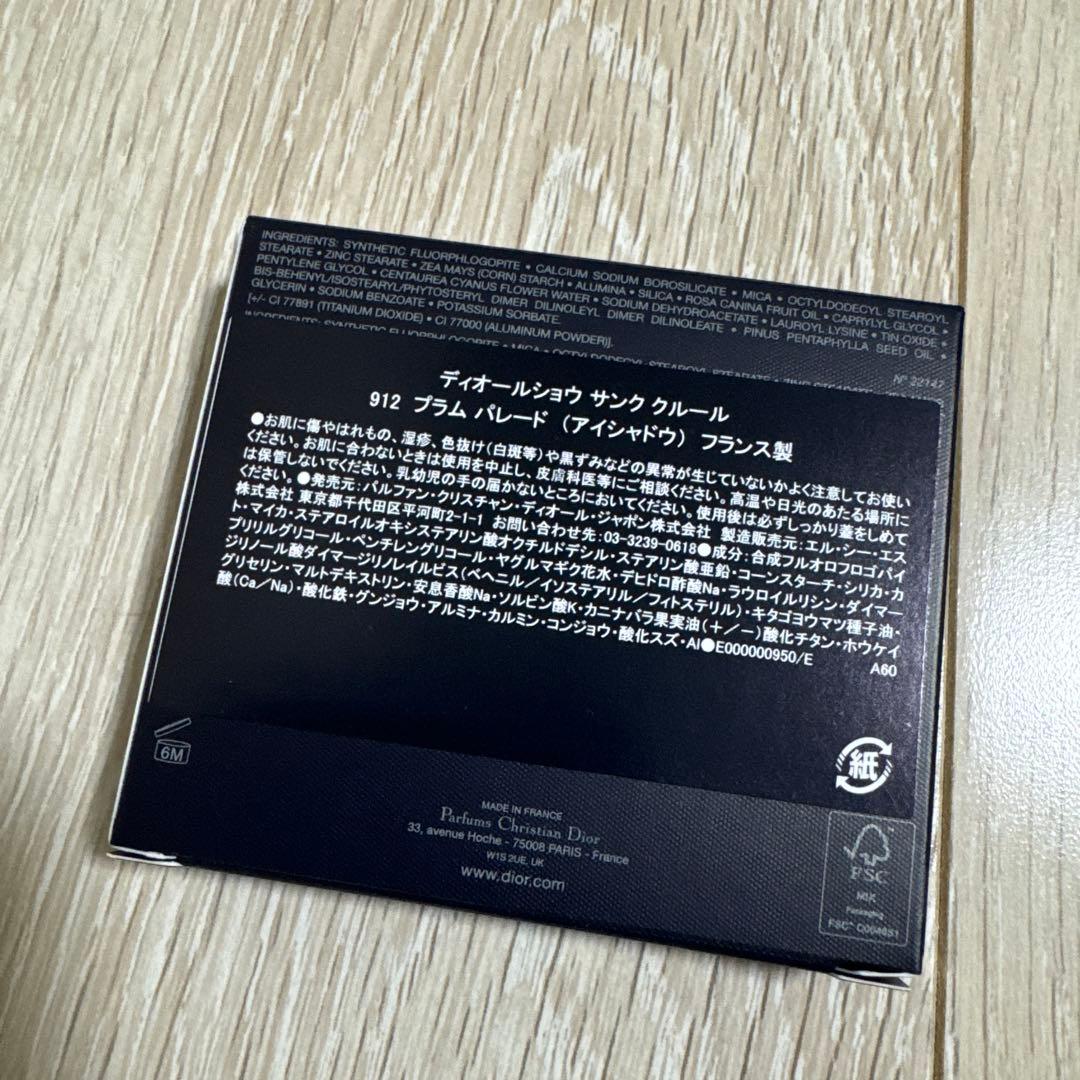 INGREDIENTS: SYNTHETIC FLUORPHLOGOPITE • CALCIUM SODIUM BOROSILICATE • MICA • OCTYLDODECYL STEAROYL
STEARATE • ZINC STEARATE • ZEA MAYS (CORN) STARCH • ALUMINA • SILICA • ROSA CANINA FRUIT OIL • CAPRYLYL GLYCOL •
PENTYLENE GLYCOL • CENTAUREA CYANUS FLOWER WATER • SODIUM DEHYDROACETATE • LAUROYL LYSINE • TIN OXIDE •
BIS-BEHENYL/ISOSTEARYL/PHYTOSTERYL DIMER DILINOLEYL DIMER DILINOLEATE • PINUS PENTAPHYLLA SEED OIL •
GLYCERIN • SODIUM BENZOATE • POTASSIUM SORBATE
[+/- CI 77891 (TITANIUM DIOXIDE) • CI 77000 (ALUMINUM POWDER)].
N° 22147
ディオールショウ サンク クルール
912 プラム パレード (アイシャドウ) フランス製
●お肌に傷やはれもの、湿疹、色抜け(白斑等)や黒ずみなどの異常が生じていないかよく注意してお使い
ください。お肌に合わないときは使用を中止し、皮膚科医等にご相談ください。高温や日光のあたる場所に
は保管しないでください。乳幼児の手の届かないところにおいてください。使用後は必ずしっかり蓋をしめて
ください。●発売元:パルファン・クリスチャン・ディオール・ジャポン株式会社 製造販売元:エル・シー・エス
株式会社 東京都千代田区平河町2-1-1 お問い合わせ先:03-3239-0618●成分:合成フルオロフロゴパイ
ト・マイカ・ステアロイルオキシステアリン酸オクチルドデシル・ステアリン酸亜鉛・コーンスターチ・シリカ・カ
プリリルグリコール・ペンチレングリコール・ヤグルマギク花水・デヒドロ酢酸Na・ラウロイルリシン・ダイマー
ジリノール酸ダイマージリノレイルビス(ベヘニル/イソステアリル/フィトステリル)・キタゴヨウマツ種子油・
グリセリン・マルトデキストリン・安息香酸Na・ソルビン酸K・カニナバラ果実油(+/-)酸化チタン・ホウケイ
酸(Ca/Na)・酸化鉄・グンジョウ・アルミナ・カルミン・コンジョウ・酸化スズ・Al●E000000950/E
A60
紙
6M
MADE IN FRANCE
Parfums Christian Dior
33, avenue Hoche - 75008 PARIS - France
W1S 2UE, UK
www.dior.com
FSC
MIX
Packaging
FSC® C004651